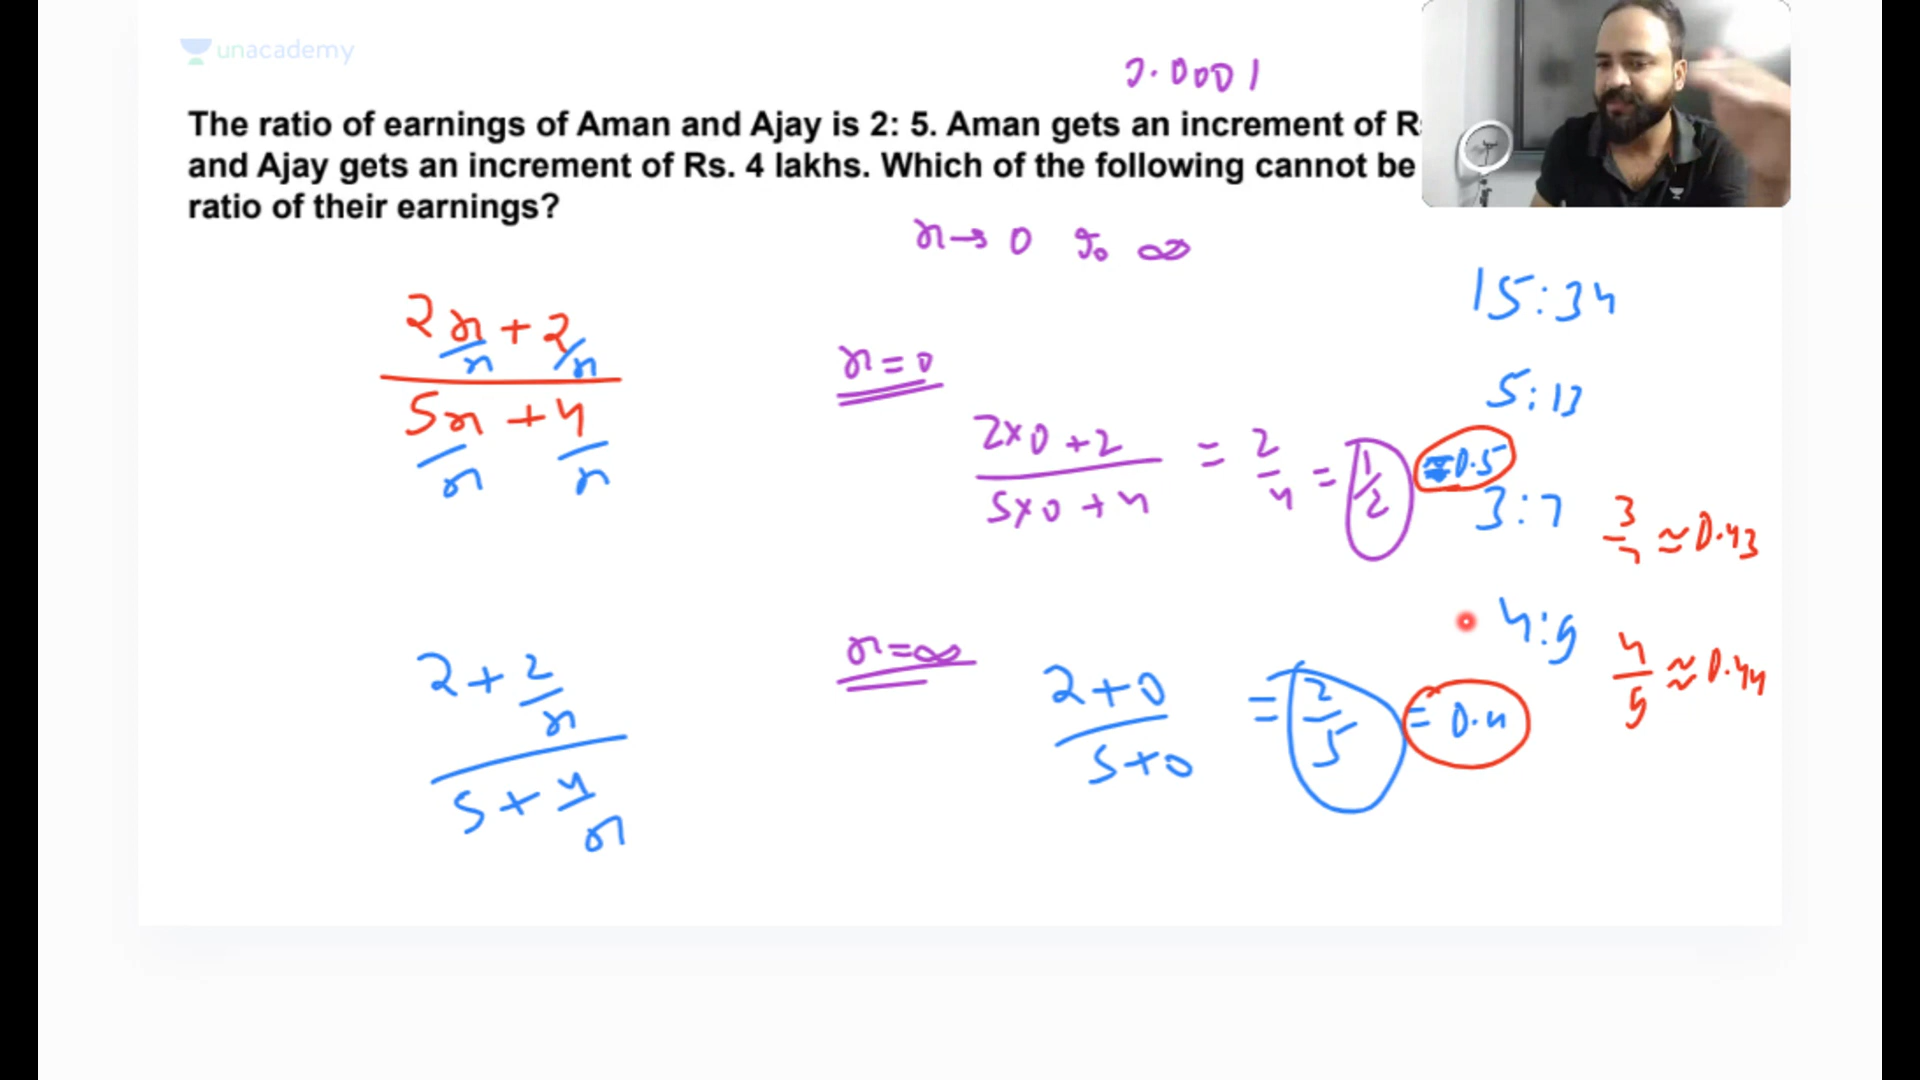 unacademy
0.0001
The ratio of earnings of Aman and Ajay is 2: 5. Aman gets an increment of R
and Ajay gets an increment of Rs. 4 lakhs. Which of the following cannot be
ratio of their earnings?
x → 0 to ∞
15:34
2x/x + 2/x
5x/x + 4/x
x = 0
5:13
2×0 + 2 / 5×0 + 4 = 2/4 = 1/2 ≈ 0.5
3:7 3/7 ≈ 0.43
4:9 4/9 ≈ 0.44
x = ∞
2 + 2/x
5 + 4/x
2+0 / 5+0 = 2/5 = 0.4